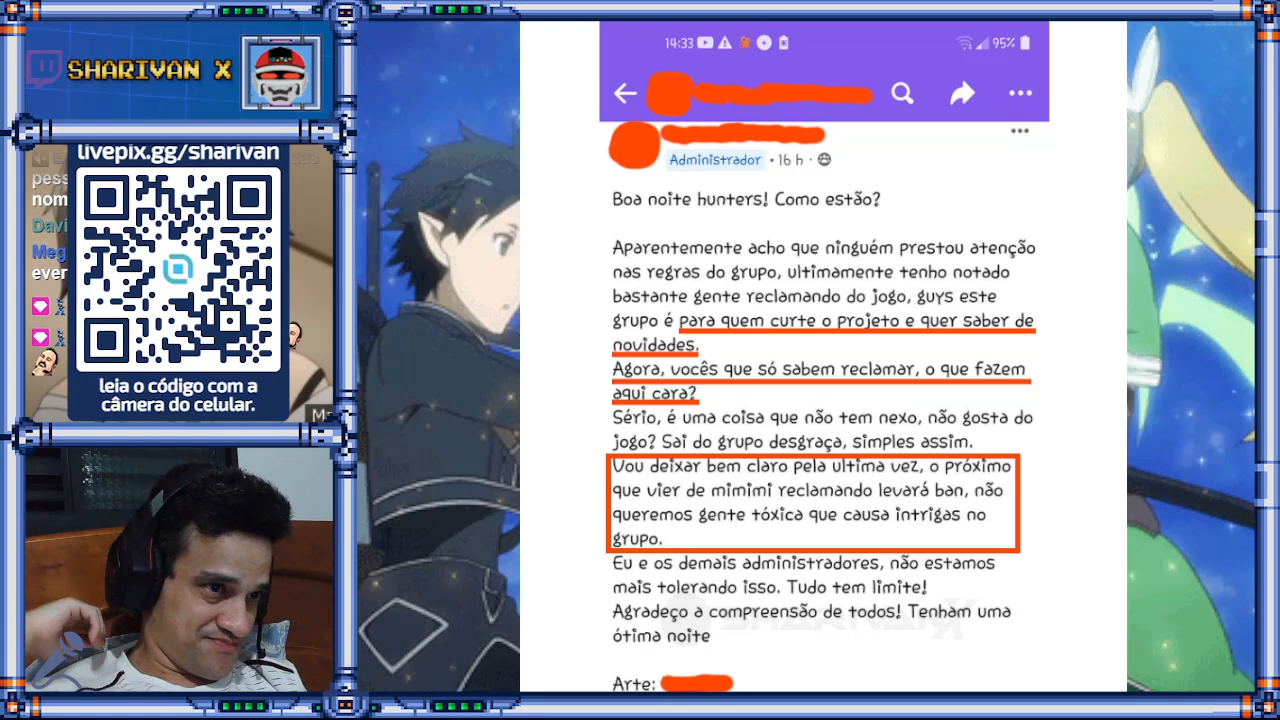 SHARIVAN X
livepix.gg/sharivan
pess
nom
Davi
Meg
ever
leia o código com a
câmera do celular.
14:33
95%
Administrador • 16 h ·
Boa noite hunters! Como estão?
Aparentemente acho que ninguém prestou atenção
nas regras do grupo, ultimamente tenho notado
bastante gente reclamando do jogo, guys este
grupo é para quem curte o projeto e quer saber de
novidades.
Agora, vocês que só sabem reclamar, o que fazem
aqui cara?
Sério, é uma coisa que não tem nexo, não gosta do
jogo? Sai do grupo desgraça, simples assim.
Vou deixar bem claro pela ultima vez, o próximo
que vier de mimimi reclamando levará ban, não
queremos gente tóxica que causa intrigas no
grupo.
Eu e os demais administradores, não estamos
mais tolerando isso. Tudo tem limite!
Agradeço a compreensão de todos! Tenham uma
ótima noite
Arte: